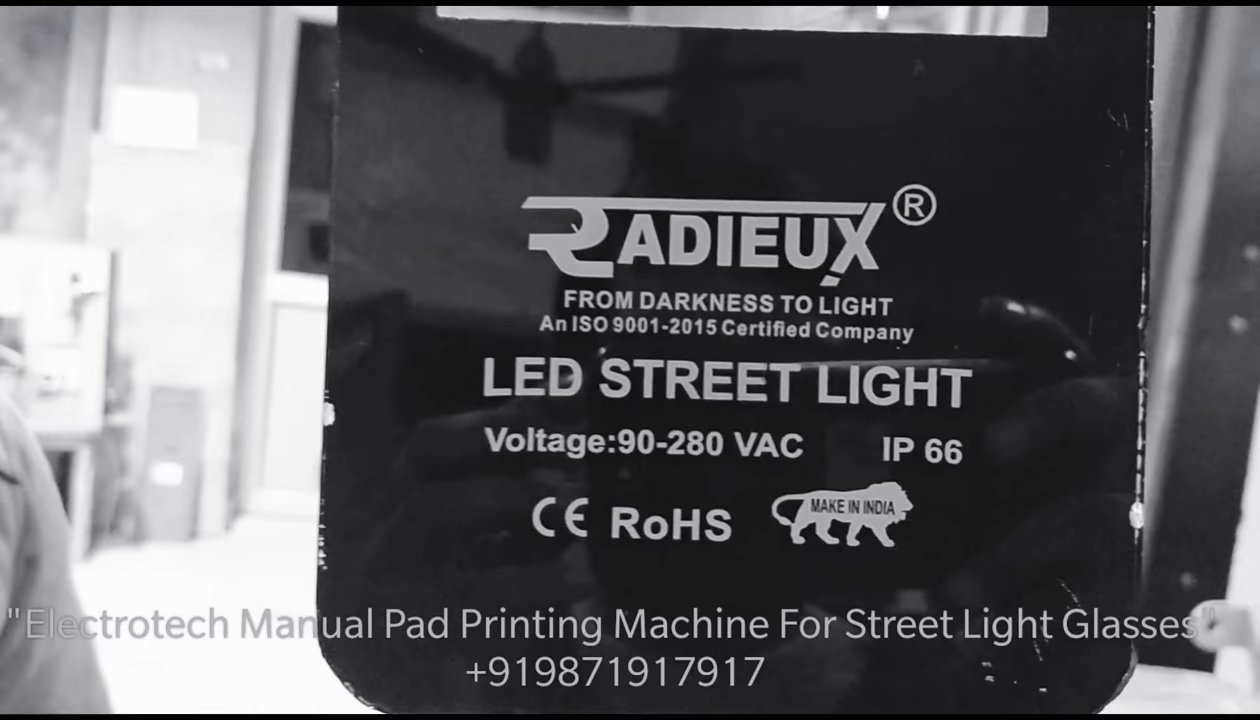 RADIEUX®
FROM DARKNESS TO LIGHT
An ISO 9001-2015 Certified Company
LED STREET LIGHT
Voltage:90-280 VAC IP 66
CE RoHS MAKE IN INDIA
"Electrotech Manual Pad Printing Machine For Street Light Glasses"
+919871917917